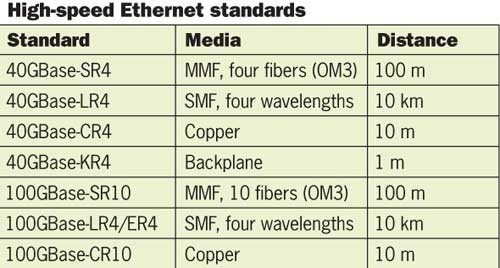 High-speed Ethernet standards
Standard Media Distance
40GBase-SR4 MMF, four fibers (OM3) 100 m
40GBase-LR4 SMF, four wavelengths 10 km
40GBase-CR4 Copper 10 m
40GBase-KR4 Backplane 1 m
100GBase-SR10 MMF, 10 fibers (OM3) 100 m
100GBase-LR4/ER4 SMF, four wavelengths 10 km
100GBase-CR10 Copper 10 m